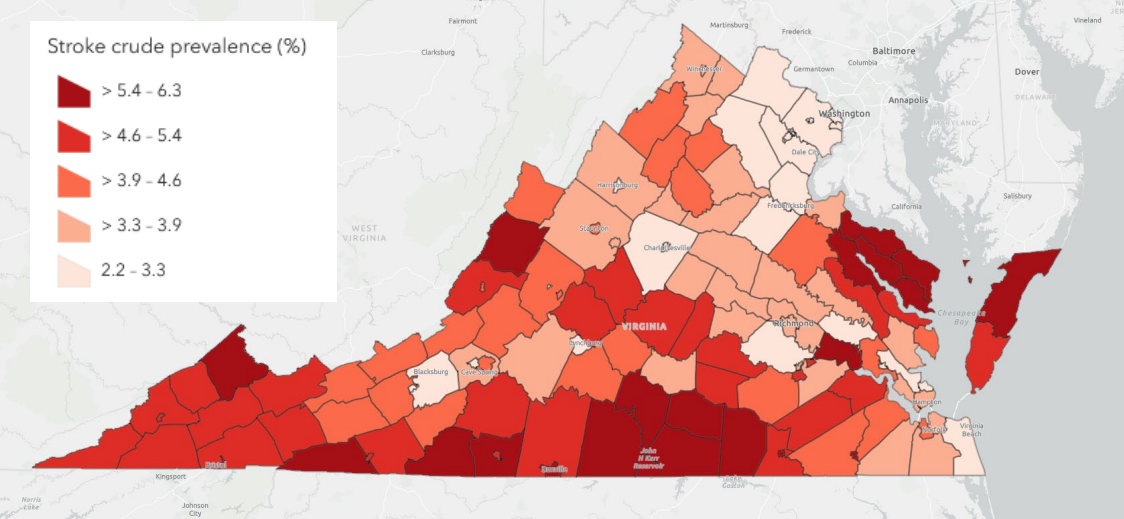 Stroke crude prevalence (%)
> 5.4 – 6.3
> 4.6 – 5.4
> 3.9 – 4.6
> 3.3 – 3.9
2.2 – 3.3
Fairmont
Clarksburg
Martinsburg
Frederick
Baltimore
Columbia
Germantown
Vineland
Dover
DELAWARE
Annapolis
MARYLAND
Washington
Winchester
Dale City
Salisbury
California
Harrisonburg
Fredericksburg
WEST
VIRGINIA
Staunton
Charlottesville
Chesapeake
Bay
VIRGINIA
Richmond
Lynchburg
Blacksburg
Cave Spring
Hampton
Norfolk
Virginia
Beach
John
H Kerr
Reservoir
Danville
Bristol
Kingsport
Lake
Gaston
Norris
Lake
Johnson
City